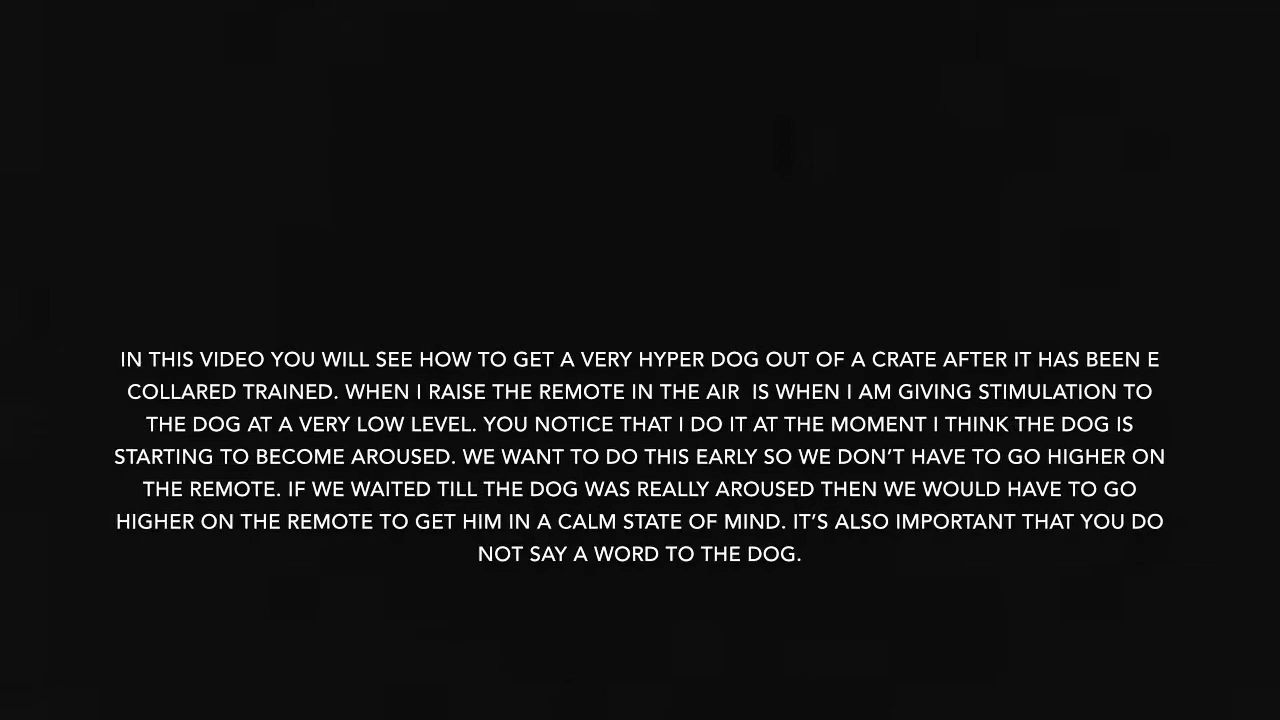 IN THIS VIDEO YOU WILL SEE HOW TO GET A VERY HYPER DOG OUT OF A CRATE AFTER IT HAS BEEN E
COLLARED TRAINED. WHEN I RAISE THE REMOTE IN THE AIR  IS WHEN I AM GIVING STIMULATION TO
THE DOG AT A VERY LOW LEVEL. YOU NOTICE THAT I DO IT AT THE MOMENT I THINK THE DOG IS
STARTING TO BECOME AROUSED. WE WANT TO DO THIS EARLY SO WE DON’T HAVE TO GO HIGHER ON
THE REMOTE. IF WE WAITED TILL THE DOG WAS REALLY AROUSED THEN WE WOULD HAVE TO GO
HIGHER ON THE REMOTE TO GET HIM IN A CALM STATE OF MIND. IT’S ALSO IMPORTANT THAT YOU DO
NOT SAY A WORD TO THE DOG.